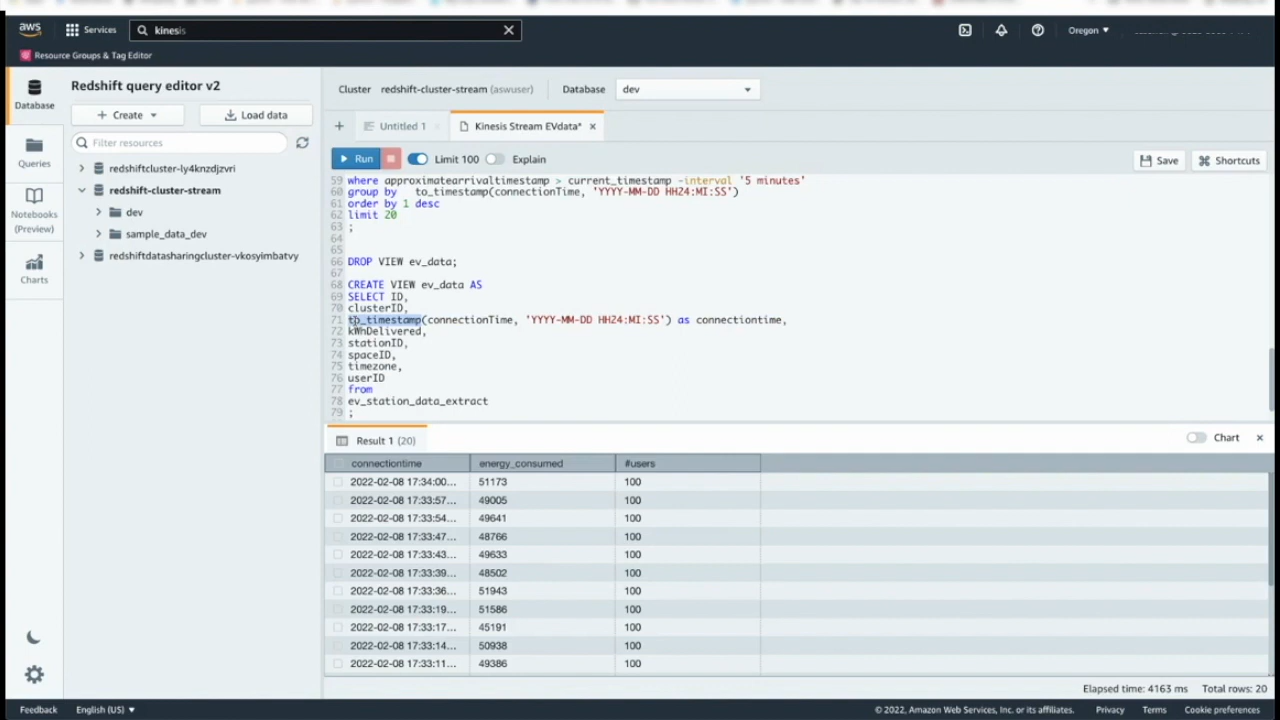 aws
Services
kinesis
Oregon
Resource Groups & Tag Editor
Database
Queries
Notebooks
(Preview)
Charts
Redshift query editor v2
Create
Load data
Filter resources
redshiftcluster-ly4knzdjzvri
redshift-cluster-stream
dev
sample_data_dev
redshiftdatasharingcluster-vkosyimbatvy
Cluster redshift-cluster-stream (aswuser) Database dev
Untitled 1
Kinesis Stream EVdata*
Run
Limit 100
Explain
Save
Shortcuts
59 where approximatearrivaltimestamp > current_timestamp -interval '5 minutes'
60 group by to_timestamp(connectionTime, 'YYYY-MM-DD HH24:MI:SS')
61 order by 1 desc
62 limit 20
63 ;
64
65
66 DROP VIEW ev_data;
67
68 CREATE VIEW ev_data AS
69 SELECT ID,
70 clusterID,
71 to_timestamp(connectionTime, 'YYYY-MM-DD HH24:MI:SS') as connectiontime,
72 kWhDelivered,
73 stationID,
74 spaceID,
75 timezone,
76 userID
77 from
78 ev_station_data_extract
79 ;
Result 1 (20)
Chart
connectiontime energy_consumed #users
2022-02-08 17:34:00... 51173 100
2022-02-08 17:33:57... 49005 100
2022-02-08 17:33:54... 49641 100
2022-02-08 17:33:47... 48766 100
2022-02-08 17:33:43... 49633 100
2022-02-08 17:33:39... 48502 100
2022-02-08 17:33:36... 51943 100
2022-02-08 17:33:19... 51586 100
2022-02-08 17:33:17... 45191 100
2022-02-08 17:33:14... 50938 100
2022-02-08 17:33:11... 49386 100
Elapsed time: 4163 ms Total rows: 20
Feedback English (US)
© 2022, Amazon Web Services, Inc. or its affiliates. Privacy Terms Cookie preferences